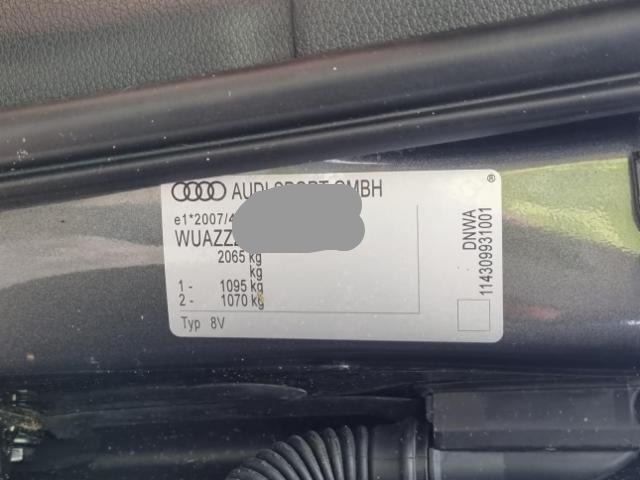 AUDI SPORT GMBH
e1*2007/4
WUAZZ
2065 kg
kg
1 - 1095 kg
2 - 1070 kg
Typ 8V
DNWA
114309931001
®